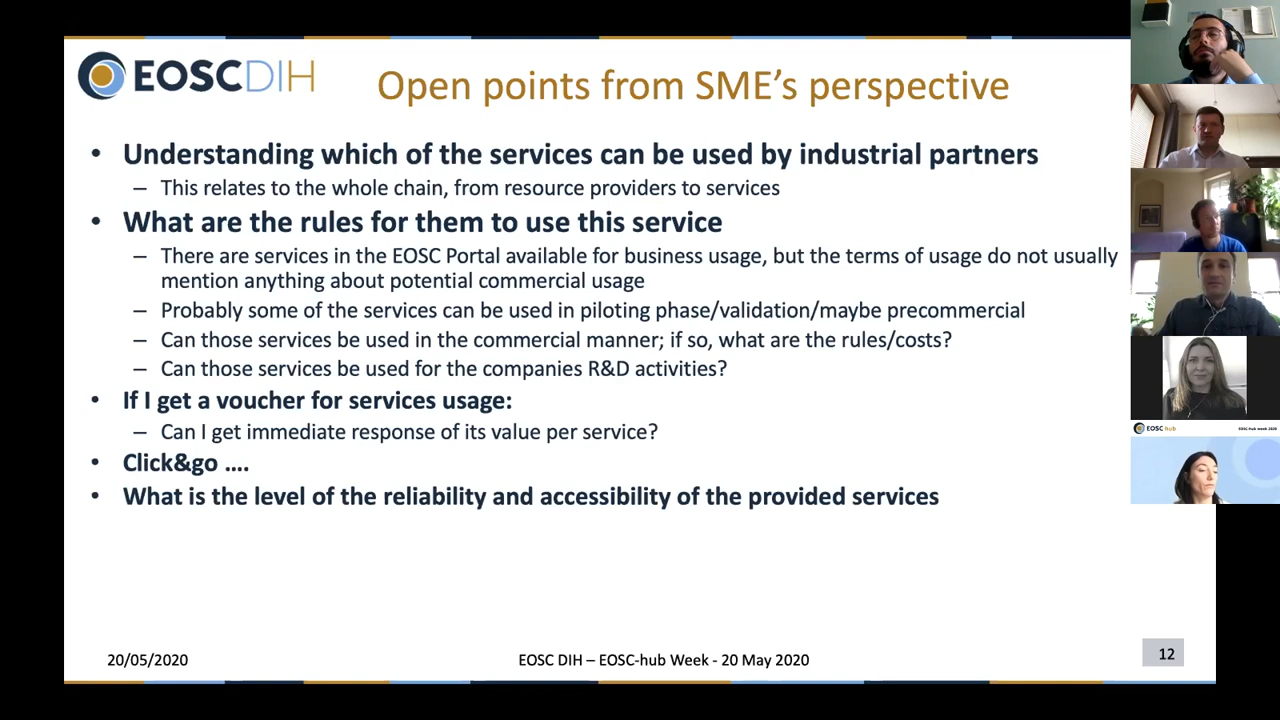 EOSC DIH
Open points from SME's perspective
• Understanding which of the services can be used by industrial partners
– This relates to the whole chain, from resource providers to services
• What are the rules for them to use this service
– There are services in the EOSC Portal available for business usage, but the terms of usage do not usually
mention anything about potential commercial usage
– Probably some of the services can be used in piloting phase/validation/maybe precommercial
– Can those services be used in the commercial manner; if so, what are the rules/costs?
– Can those services be used for the companies R&D activities?
• If I get a voucher for services usage:
– Can I get immediate response of its value per service?
• Click&go ....
• What is the level of the reliability and accessibility of the provided services
EOSC hub
EOSC-hub week 2020
20/05/2020
EOSC DIH – EOSC-hub Week - 20 May 2020
12